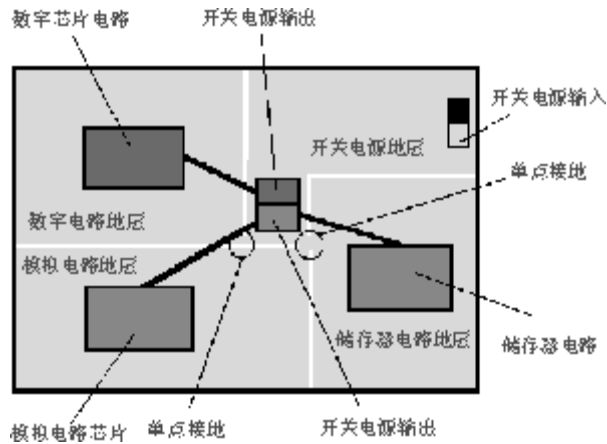 数字芯片电路
开关电源输出
开关电源输入
开关电源地层
单点接地
数字电路地层
模拟电路地层
储存器电路地层
储存器电路
模拟电路芯片
单点接地
开关电源输出